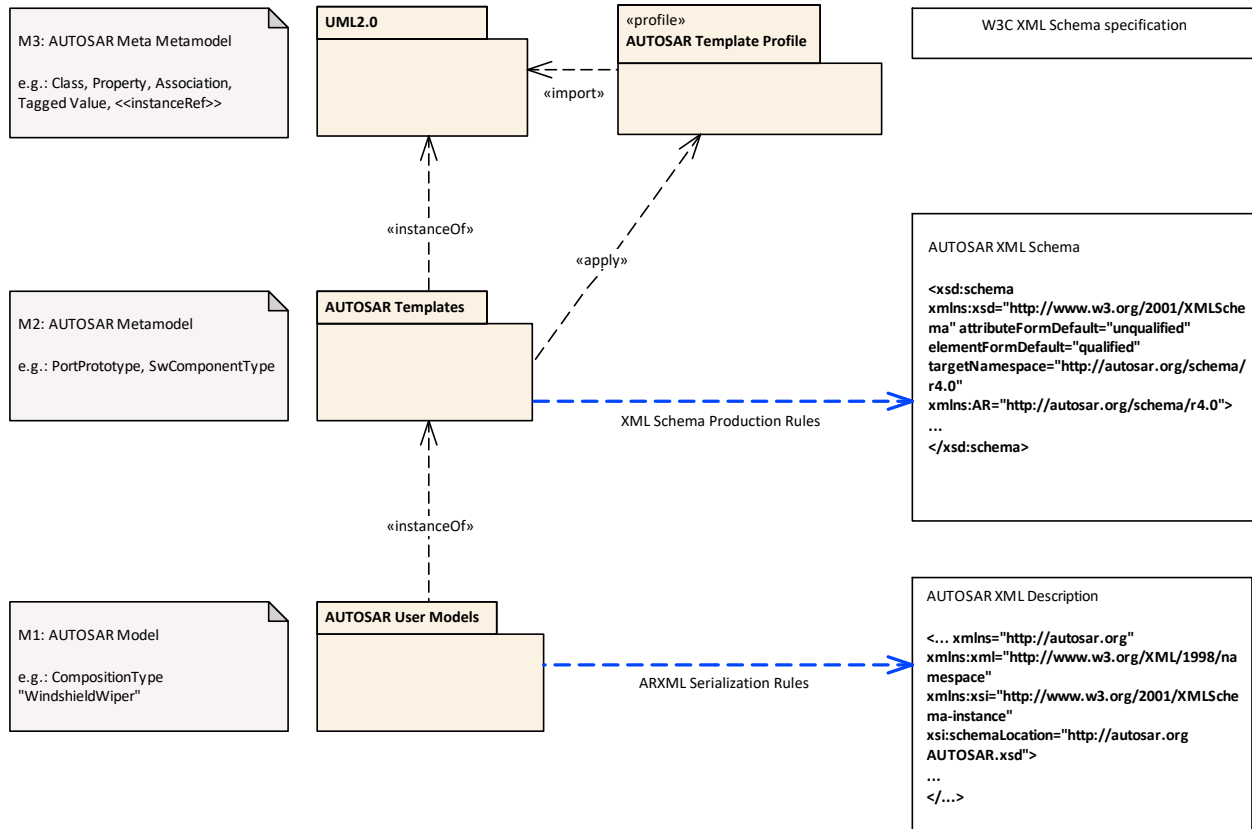 M3: AUTOSAR Meta Metamodel
e.g.: Class, Property, Association,
Tagged Value, <<instanceRef>>
UML2.0
«profile»
AUTOSAR Template Profile
W3C XML Schema specification
«import»
«instanceOf»
«apply»
M2: AUTOSAR Metamodel
e.g.: PortPrototype, SwComponentType
AUTOSAR Templates
XML Schema Production Rules
AUTOSAR XML Schema
<xsd:schema
xmlns:xsd="http://www.w3.org/2001/XMLSche
ma" attributeFormDefault="unqualified"
elementFormDefault="qualified"
targetNamespace="http://autosar.org/schema/
r4.0"
xmlns:AR="http://autosar.org/schema/r4.0">
...
</xsd:schema>
«instanceOf»
M1: AUTOSAR Model
e.g.: CompositionType
"WindshieldWiper"
AUTOSAR User Models
ARXML Serialization Rules
AUTOSAR XML Description
<... xmlns="http://autosar.org"
xmlns:xml="http://www.w3.org/XML/1998/na
mespace"
xmlns:xsi="http://www.w3.org/2001/XMLSche
ma-instance"
xsi:schemaLocation="http://autosar.org
AUTOSAR.xsd">
...
</...>